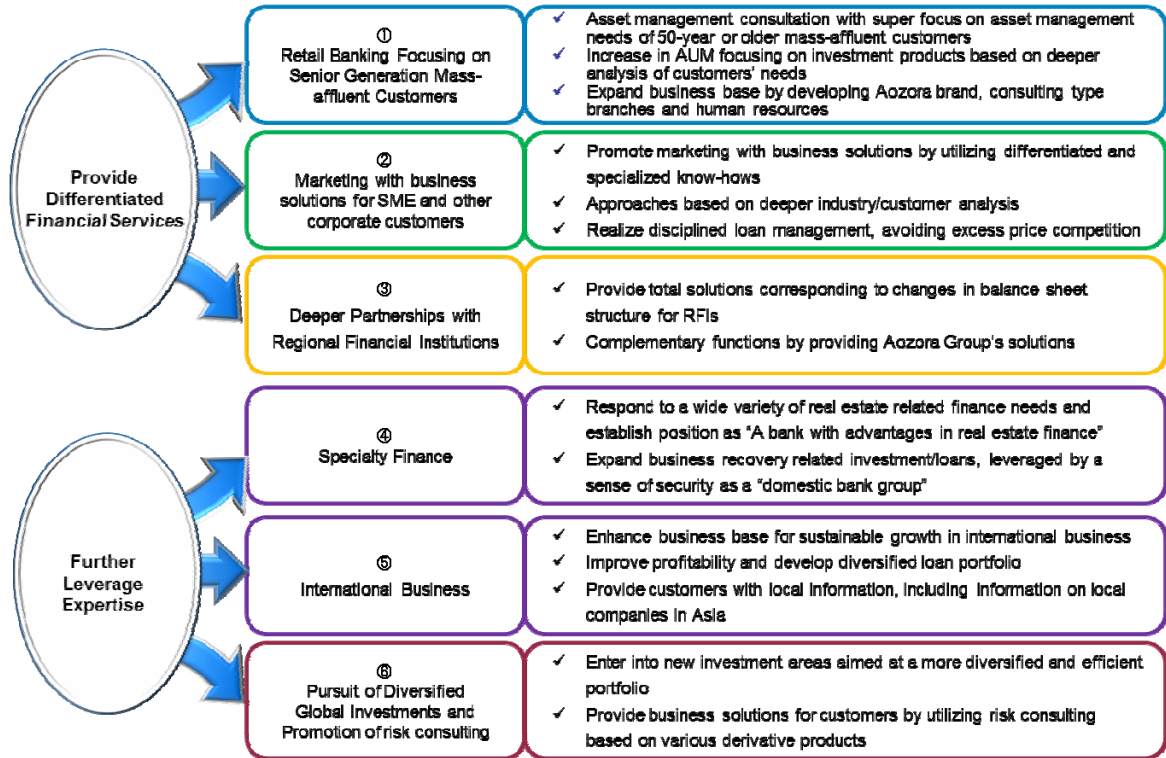 Provide
Differentiated
Financial Services
①
Retail Banking Focusing on
Senior Generation Mass-
affluent Customers
✓ Asset management consultation with super focus on asset management
needs of 50-year or older mass-affluent customers
✓ Increase in AUM focusing on investment products based on deeper
analysis of customers' needs
✓ Expand business base by developing Aozora brand, consulting type
branches and human resources
②
Marketing with business
solutions for SME and other
corporate customers
✓ Promote marketing with business solutions by utilizing differentiated and
specialized know-hows
✓ Approaches based on deeper industry/customer analysis
✓ Realize disciplined loan management, avoiding excess price competition
③
Deeper Partnerships with
Regional Financial Institutions
✓ Provide total solutions corresponding to changes in balance sheet
structure for RFIs
✓ Complementary functions by providing Aozora Group's solutions
Further
Leverage
Expertise
④
Specialty Finance
✓ Respond to a wide variety of real estate related finance needs and
establish position as "A bank with advantages in real estate finance"
✓ Expand business recovery related investment/loans, leveraged by a
sense of security as a "domestic bank group"
⑤
International Business
✓ Enhance business base for sustainable growth in international business
✓ Improve profitability and develop diversified loan portfolio
✓ Provide customers with local information, including information on local
companies in Asia
⑥
Pursuit of Diversified
Global Investments and
Promotion of risk consulting
✓ Enter into new investment areas aimed at a more diversified and efficient
portfolio
✓ Provide business solutions for customers by utilizing risk consulting
based on various derivative products